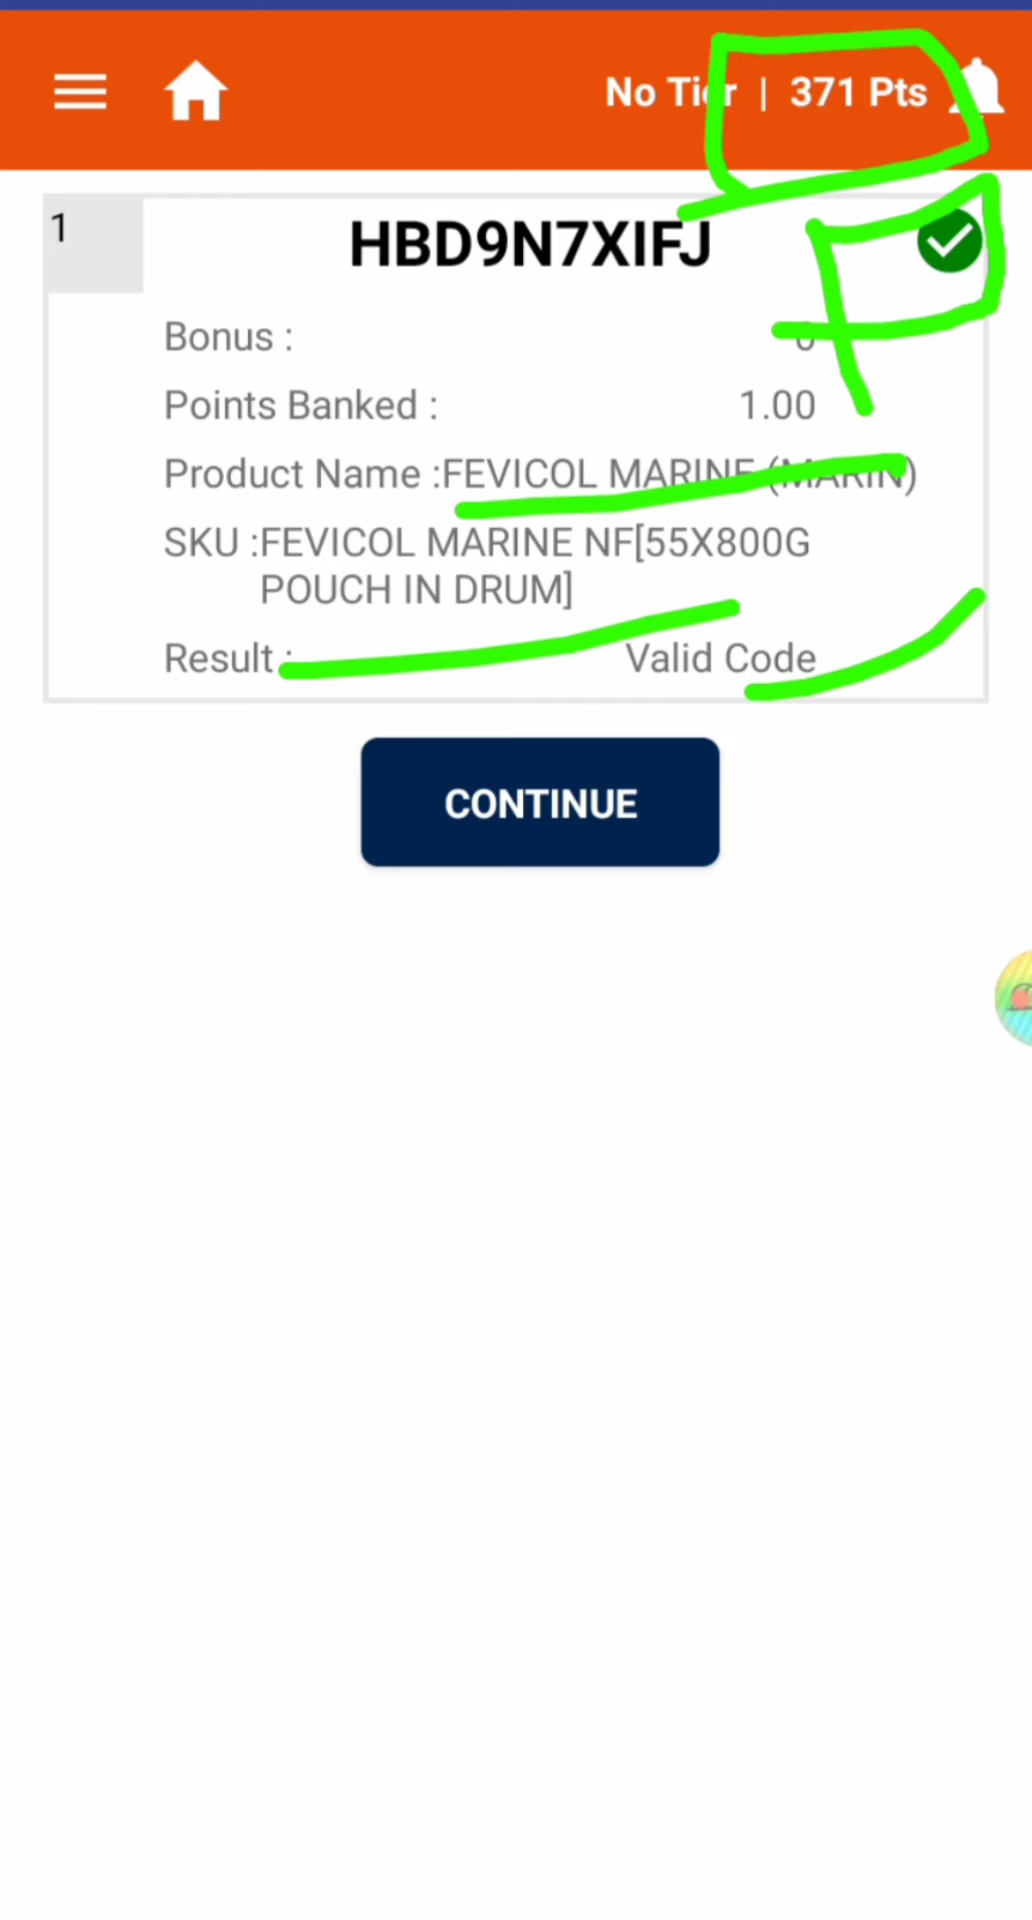 No Tier | 371 Pts
1
HBD9N7XIFJ
Bonus : 0
Points Banked : 1.00
Product Name :FEVICOL MARINE (MARIN)
SKU :FEVICOL MARINE NF[55X800G
POUCH IN DRUM]
Result : Valid Code
CONTINUE